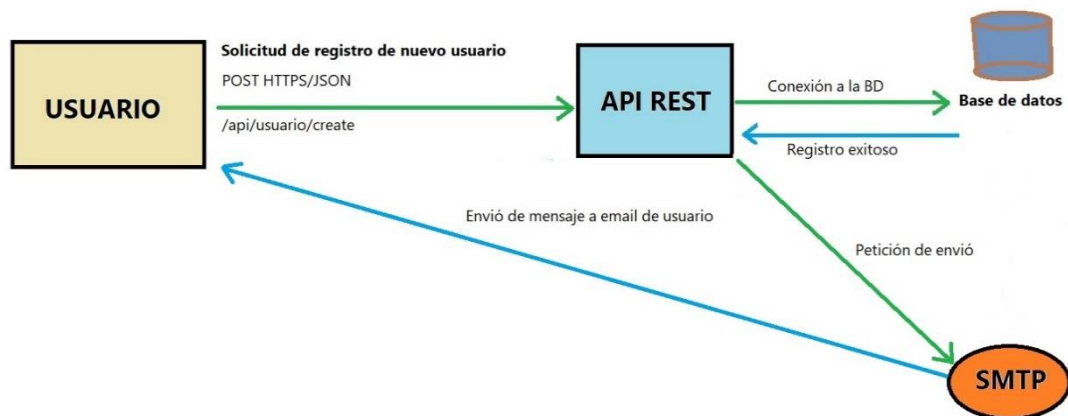 Solicitud de registro de nuevo usuario
POST HTTPS/JSON
USUARIO
/api/usuario/create
API REST
Conexión a la BD
Base de datos
Registro exitoso
Envió de mensaje a email de usuario
Petición de envió
SMTP